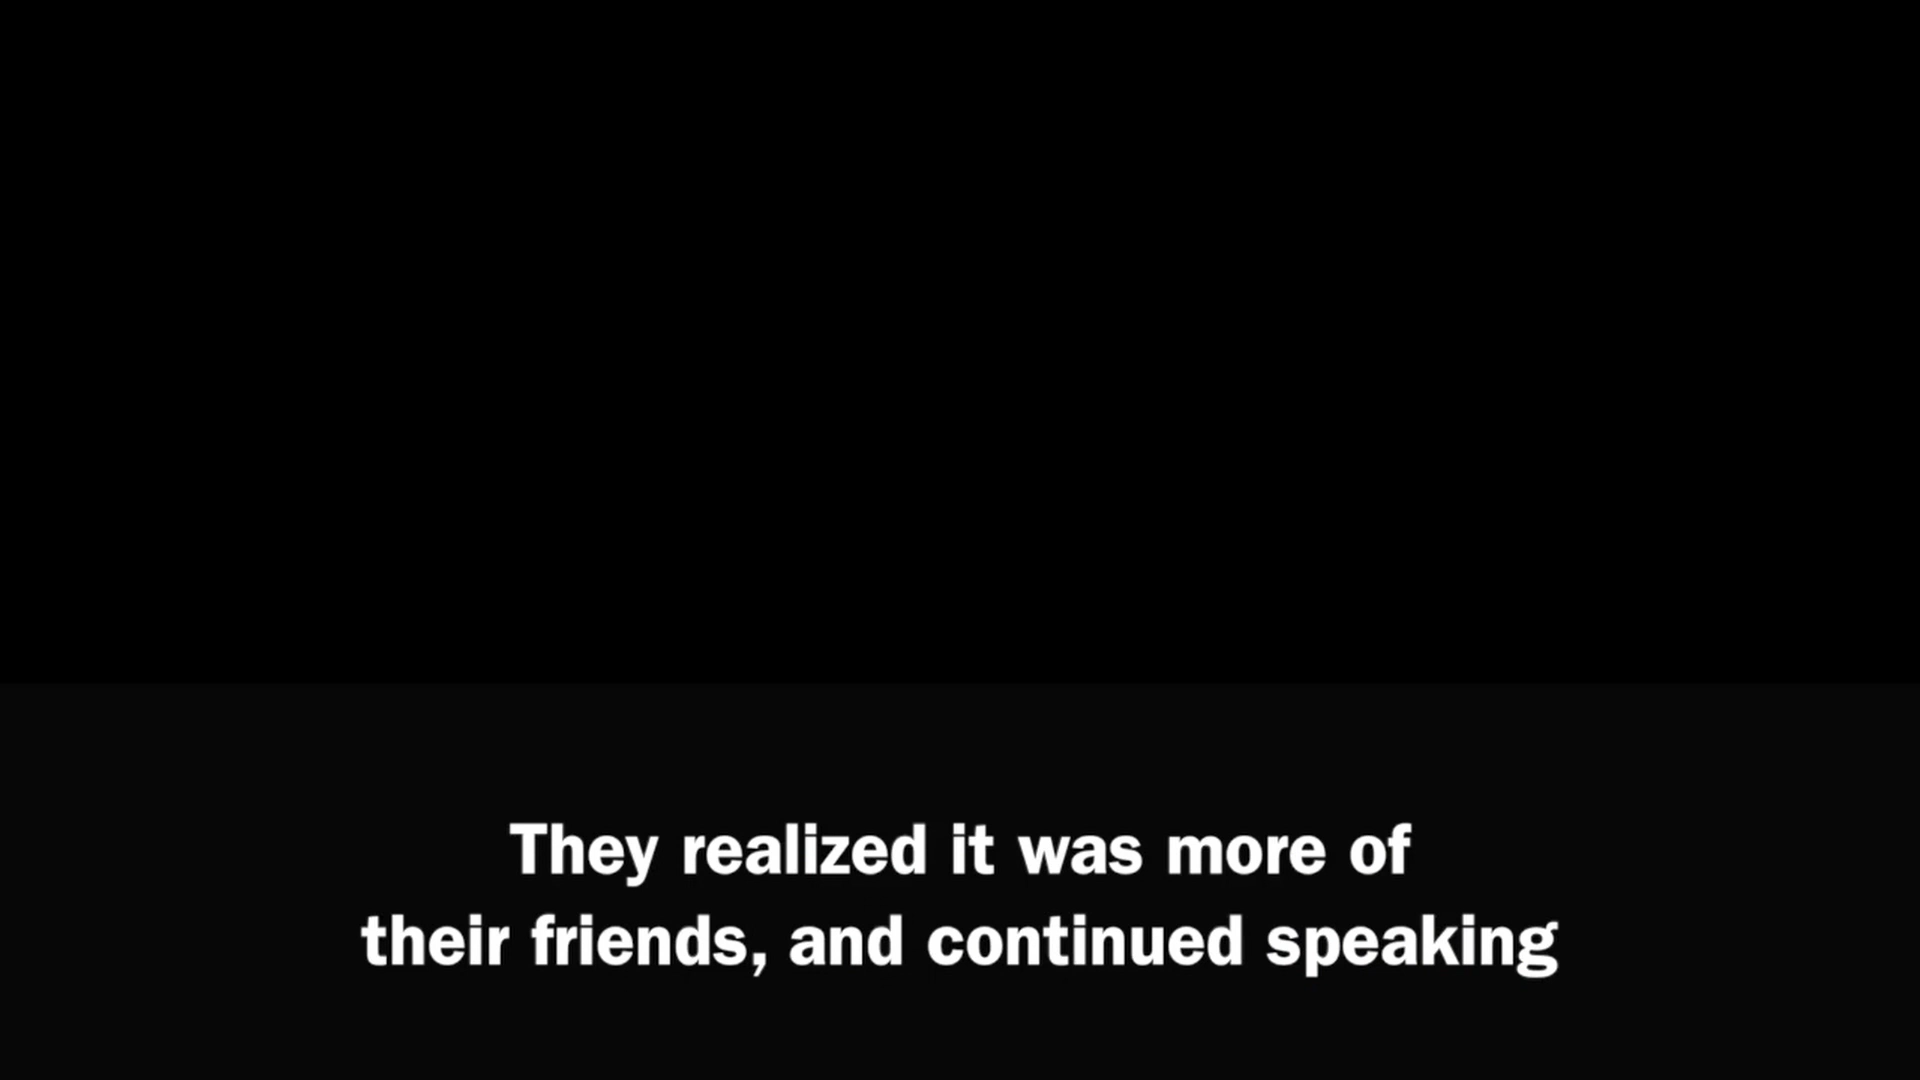 They realized it was more of
their friends, and continued speaking